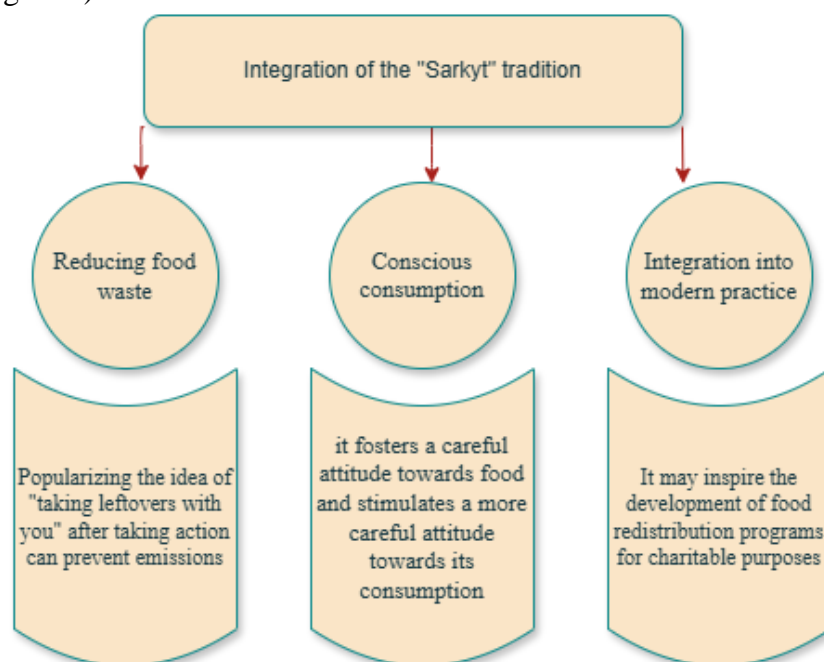 Integration of the "Sarkyt" tradition
Reducing food
waste
Conscious
consumption
Integration into
modern practice
Popularizing the idea of
"taking leftovers with
you" after taking action
can prevent emissions
it fosters a careful
attitude towards food
and stimulates a more
careful attitude
towards its
consumption
It may inspire the
development of food
redistribution programs
for charitable purposes